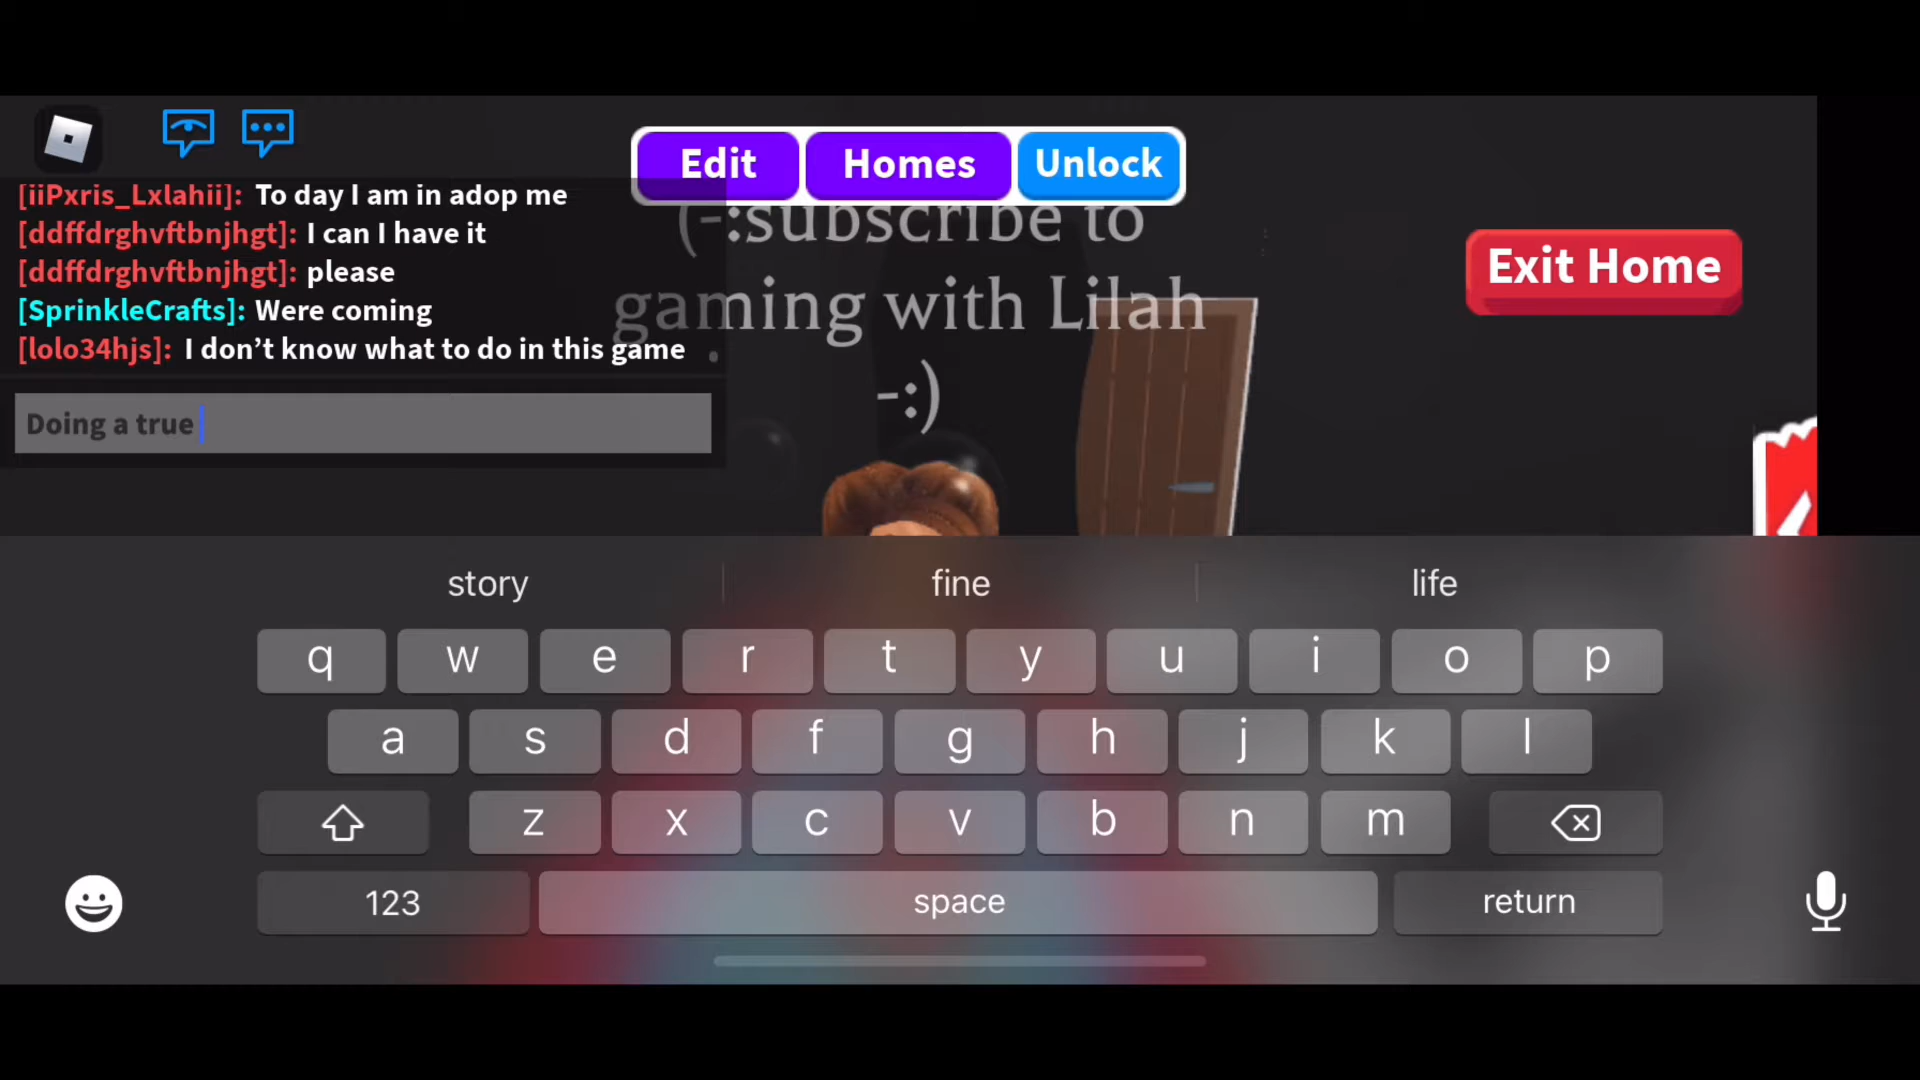 Edit Homes Unlock
[iiPxris_Lxlahii]: To day I am in adop me
[ddffdrghvftbnjhgt]: I can I have it
[ddffdrghvftbnjhgt]: please
[SprinkleCrafts]: Were coming
[lolo34hjs]: I don’t know what to do in this game
Doing a true
(-:subscribe to
gaming with Lilah
-:)
Exit Home
story fine life
q w e r t y u i o p
a s d f g h j k l
z x c v b n m
123 space return